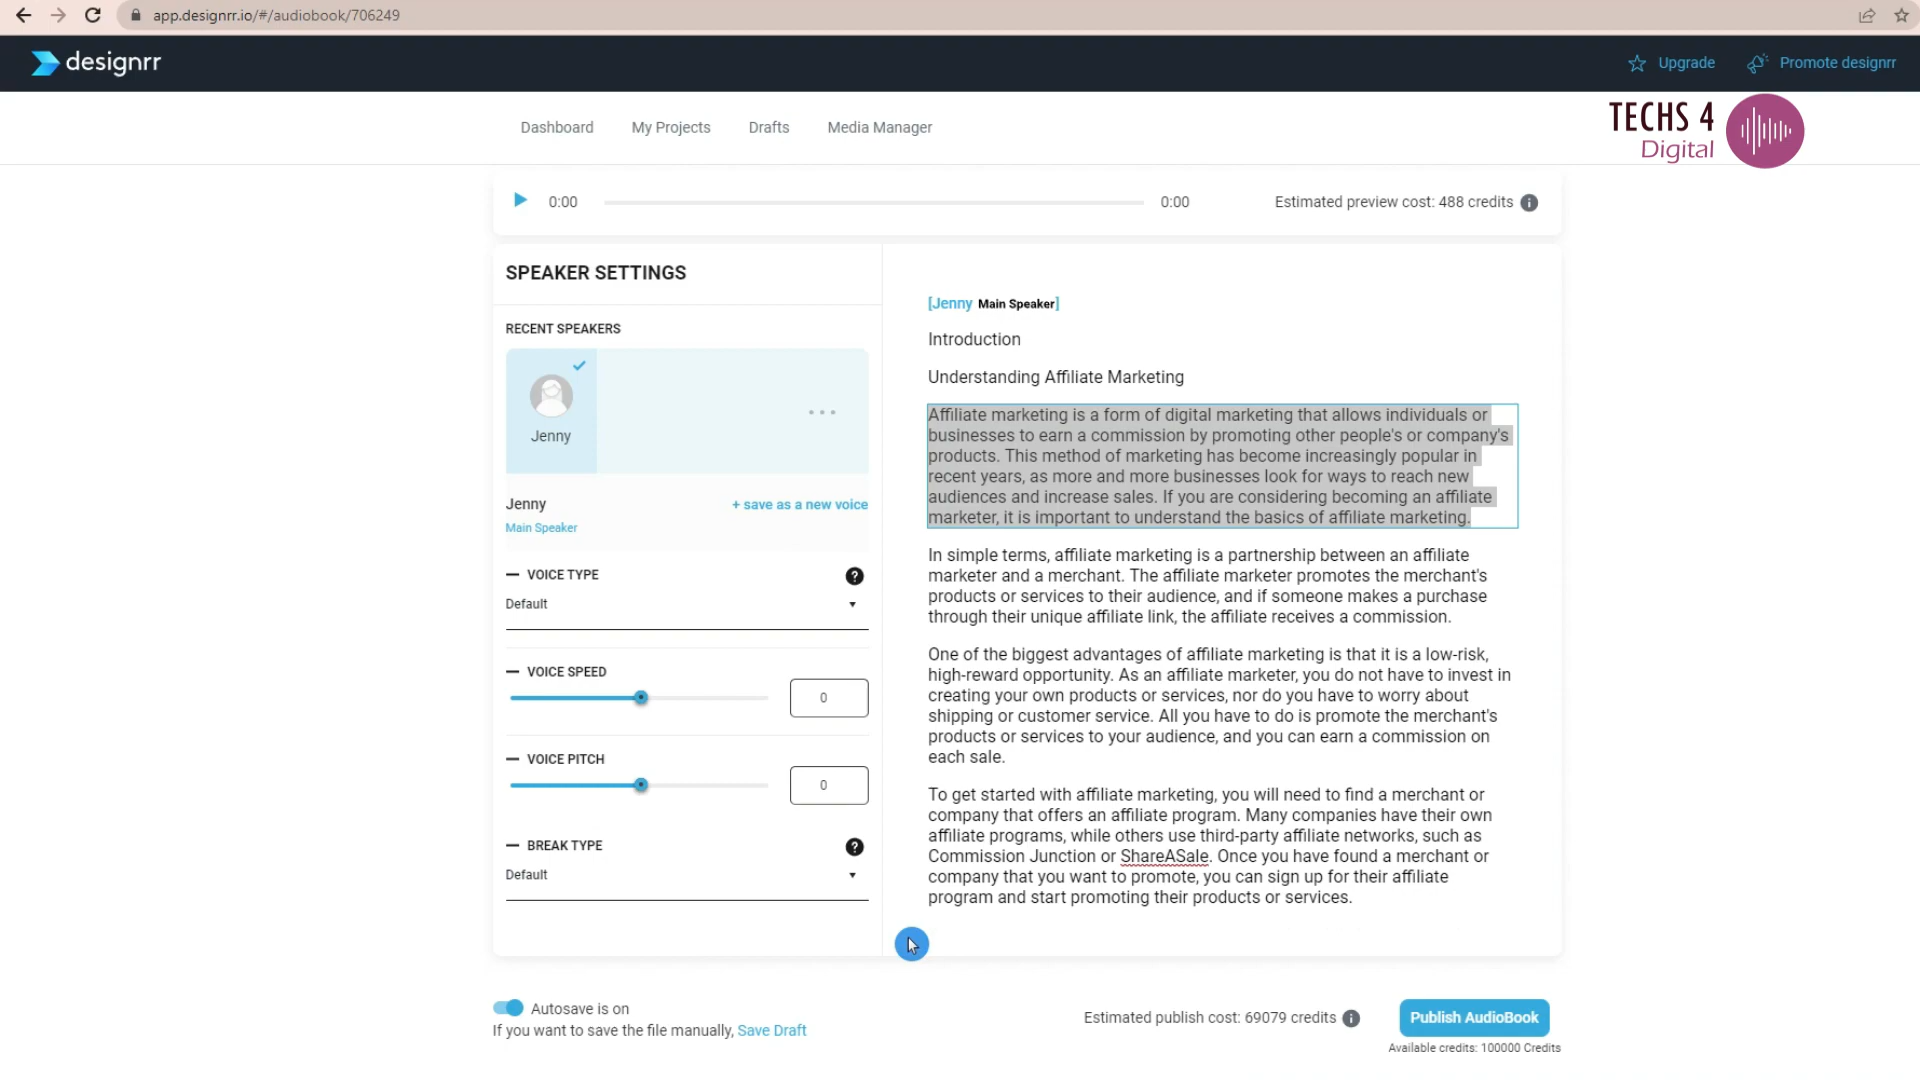 app.designrr.io/#/audiobook/706249
designrr
Upgrade
Promote designrr
Dashboard
My Projects
Drafts
Media Manager
TECHS 4
Digital
0:00
0:00
Estimated preview cost: 488 credits
SPEAKER SETTINGS
RECENT SPEAKERS
Jenny
Jenny
+ save as a new voice
Main Speaker
VOICE TYPE
Default
VOICE SPEED
0
VOICE PITCH
0
BREAK TYPE
Default
[Jenny Main Speaker]
Introduction
Understanding Affiliate Marketing
Affiliate marketing is a form of digital marketing that allows individuals or
businesses to earn a commission by promoting other people's or company's
products. This method of marketing has become increasingly popular in
recent years, as more and more businesses look for ways to reach new
audiences and increase sales. If you are considering becoming an affiliate
marketer, it is important to understand the basics of affiliate marketing.
In simple terms, affiliate marketing is a partnership between an affiliate
marketer and a merchant. The affiliate marketer promotes the merchant's
products or services to their audience, and if someone makes a purchase
through their unique affiliate link, the affiliate receives a commission.
One of the biggest advantages of affiliate marketing is that it is a low-risk,
high-reward opportunity. As an affiliate marketer, you do not have to invest in
creating your own products or services, nor do you have to worry about
shipping or customer service. All you have to do is promote the merchant's
products or services to your audience, and you can earn a commission on
each sale.
To get started with affiliate marketing, you will need to find a merchant or
company that offers an affiliate program. Many companies have their own
affiliate programs, while others use third-party affiliate networks, such as
Commission Junction or ShareASale. Once you have found a merchant or
company that you want to promote, you can sign up for their affiliate
program and start promoting their products or services.
Autosave is on
If you want to save the file manually, Save Draft
Estimated publish cost: 69079 credits
Publish AudioBook
Available credits: 100000 Credits